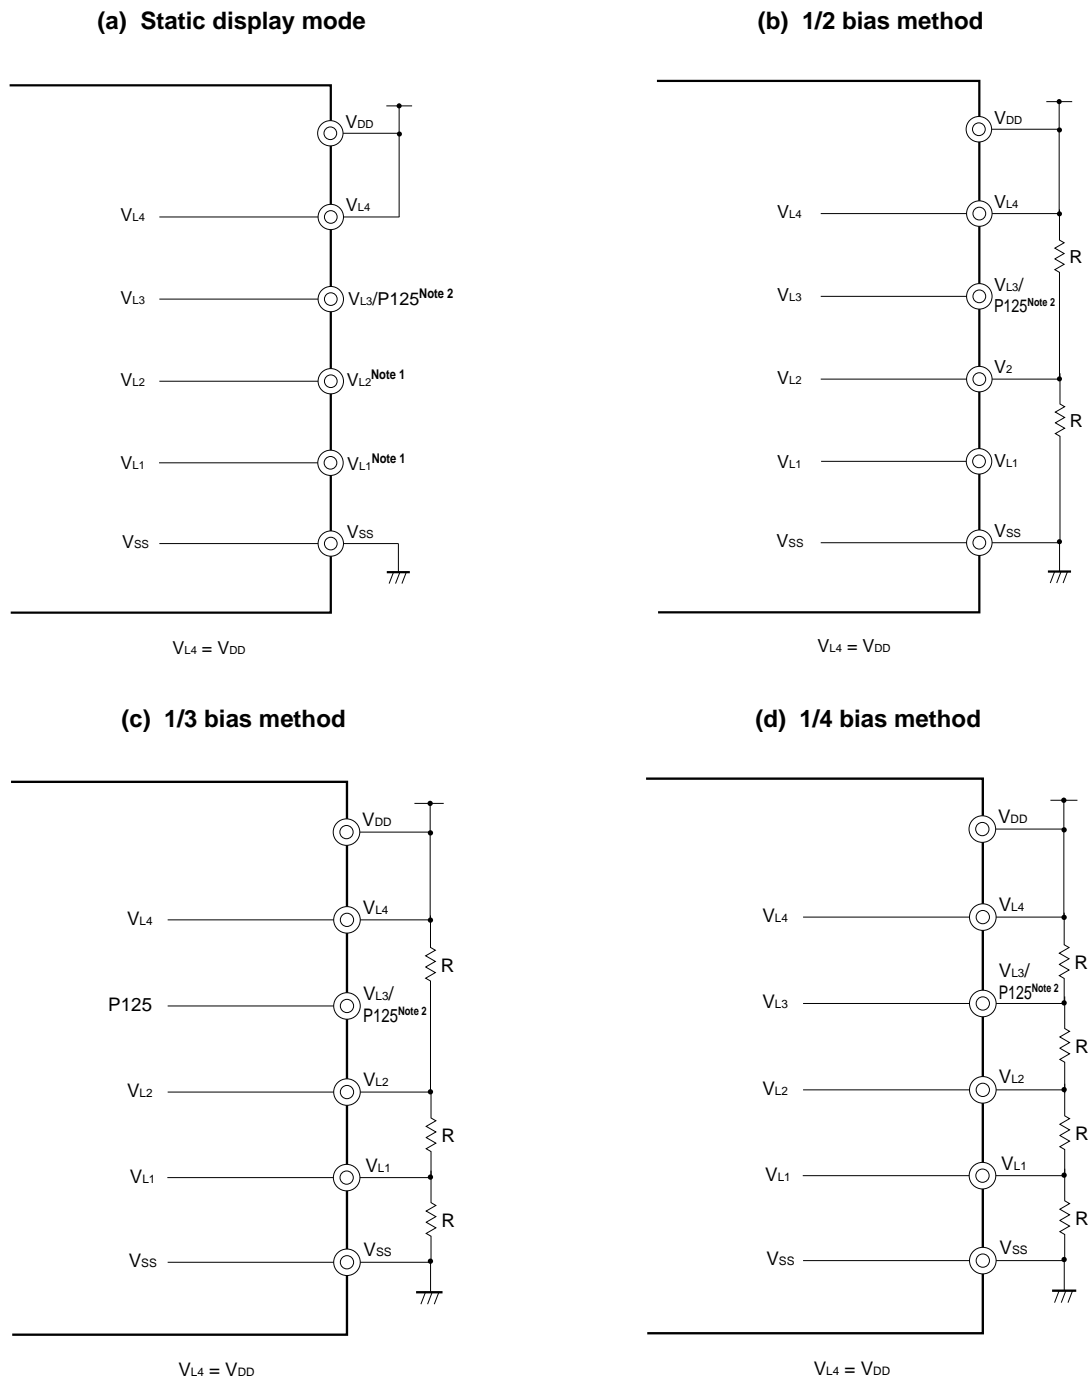 (a) Static display mode
VDD
VL4 VL4
VL3 VL3/P125Note 2
VL2 VL2Note 1
VL1 VL1Note 1
VSS VSS
VL4 = VDD
(b) 1/2 bias method
VDD
VL4 VL4
R
VL3 VL3/
P125Note 2
VL2 V2
R
VL1 VL1
VSS VSS
VL4 = VDD
(c) 1/3 bias method
VDD
VL4 VL4
R
P125 VL3/
P125Note 2
VL2 VL2
R
VL1 VL1
R
VSS VSS
VL4 = VDD
(d) 1/4 bias method
VDD
VL4 VL4
R
VL3 VL3/
P125Note 2
R
VL2 VL2
R
VL1 VL1
R
VSS VSS
VL4 = VDD